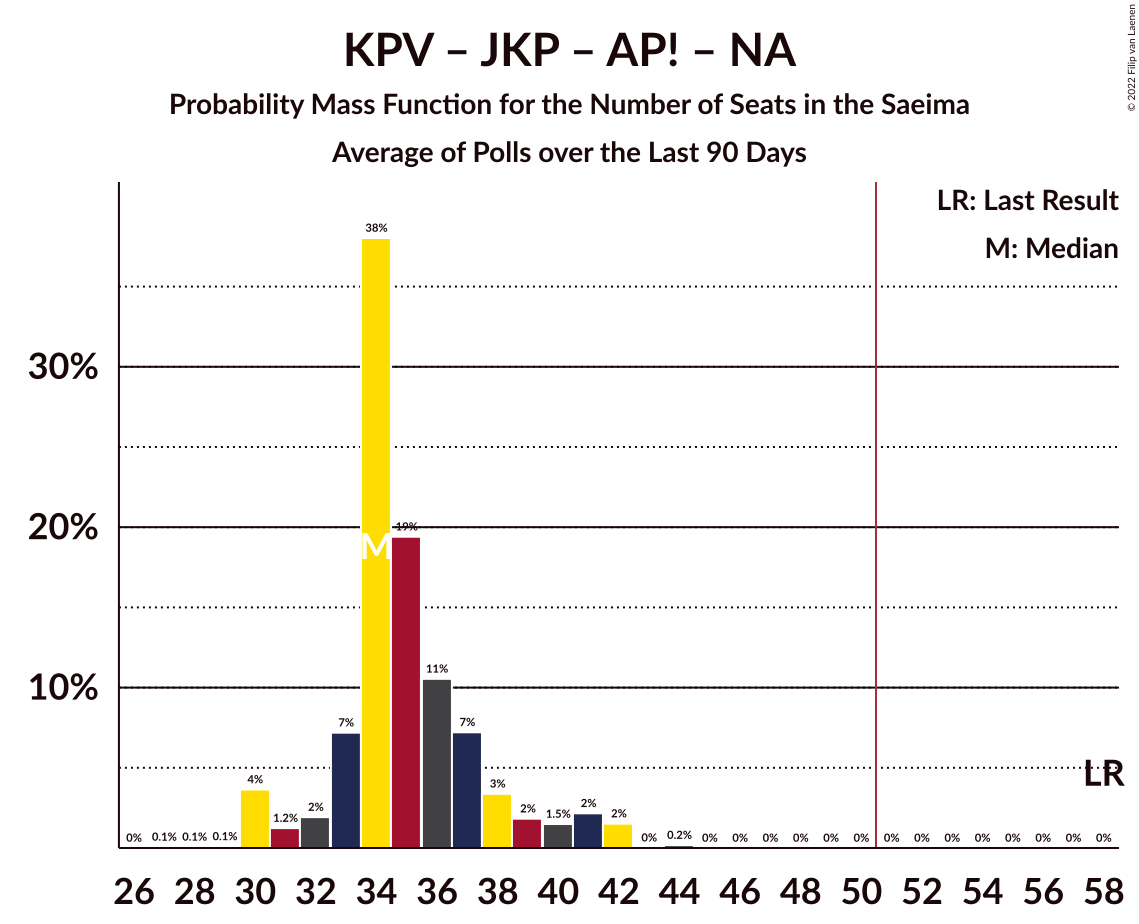 KPV – JKP – AP! – NA
Probability Mass Function for the Number of Seats in the Saeima
Average of Polls over the Last 90 Days
© 2022 Filip van Laenen
LR: Last Result
M: Median
30%
20%
10%
0% 0.1% 0.1% 0.1% 4% 1.2% 2% 7% 38% 19% 11% 7% 3% 2% 1.5% 2% 2% 0% 0.2% 0% 0% 0% 0% 0% 0% 0% 0% 0% 0% 0% 0% 0% 0%
M
LR
26 28 30 32 34 36 38 40 42 44 46 48 50 52 54 56 58